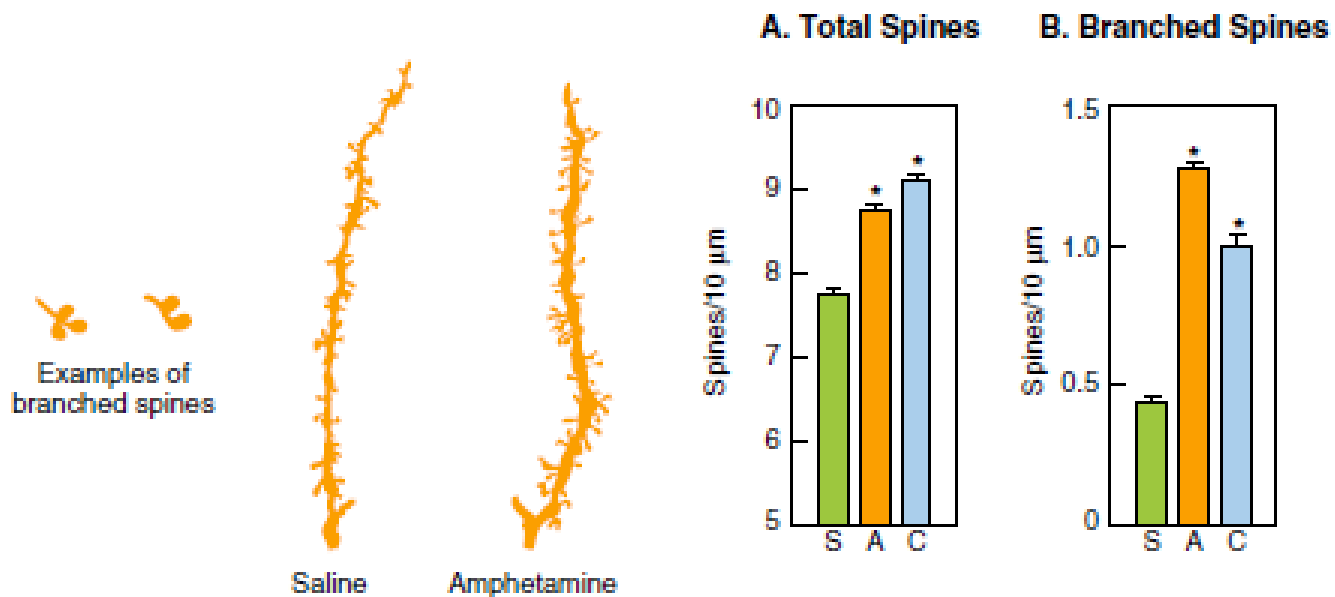 Examples of
branched spines
Saline
Amphetamine
A. Total Spines
Spines/10 µm
10
9
8
7
6
5
*
*
S A C
B. Branched Spines
Spines/10 µm
1.5
1.0
0.5
0
*
*
S A C